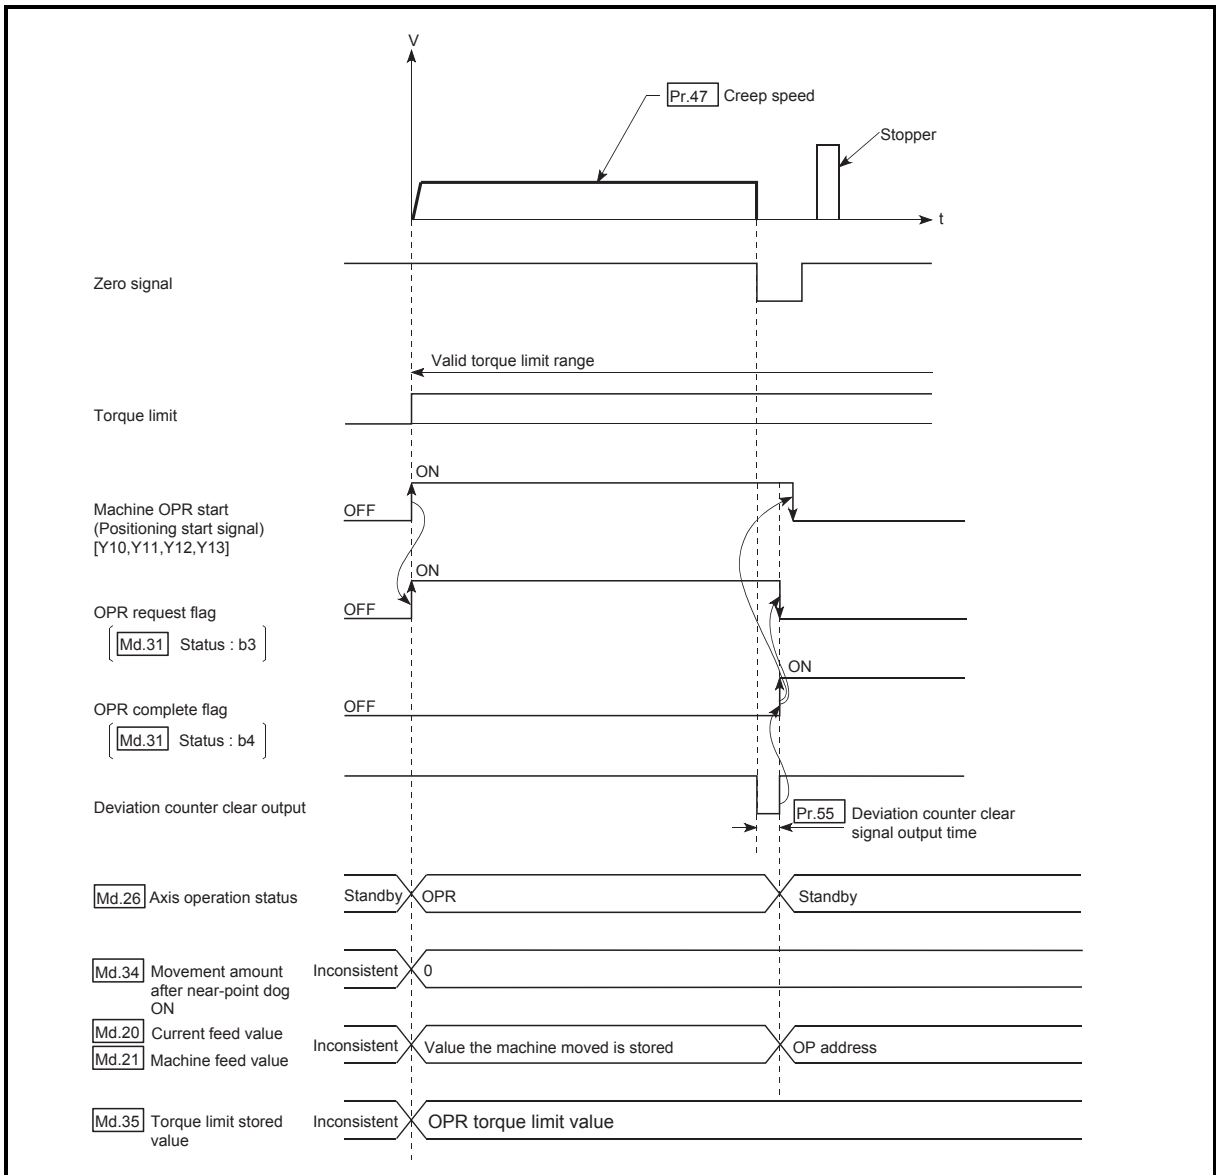 V
Pr.47 Creep speed
Stopper
t
Zero signal
Valid torque limit range
Torque limit
ON
Machine OPR start
(Positioning start signal)
[Y10,Y11,Y12,Y13]
OFF
ON
OPR request flag
OFF
Md.31 Status : b3
ON
OPR complete flag
OFF
Md.31 Status : b4
Deviation counter clear output
Pr.55 Deviation counter clear
signal output time
Md.26 Axis operation status
Standby
OPR
Standby
Md.34 Movement amount
after near-point dog
ON
Inconsistent
0
Md.20 Current feed value
Md.21 Machine feed value
Inconsistent
Value the machine moved is stored
OP address
Md.35 Torque limit stored
value
Inconsistent
OPR torque limit value